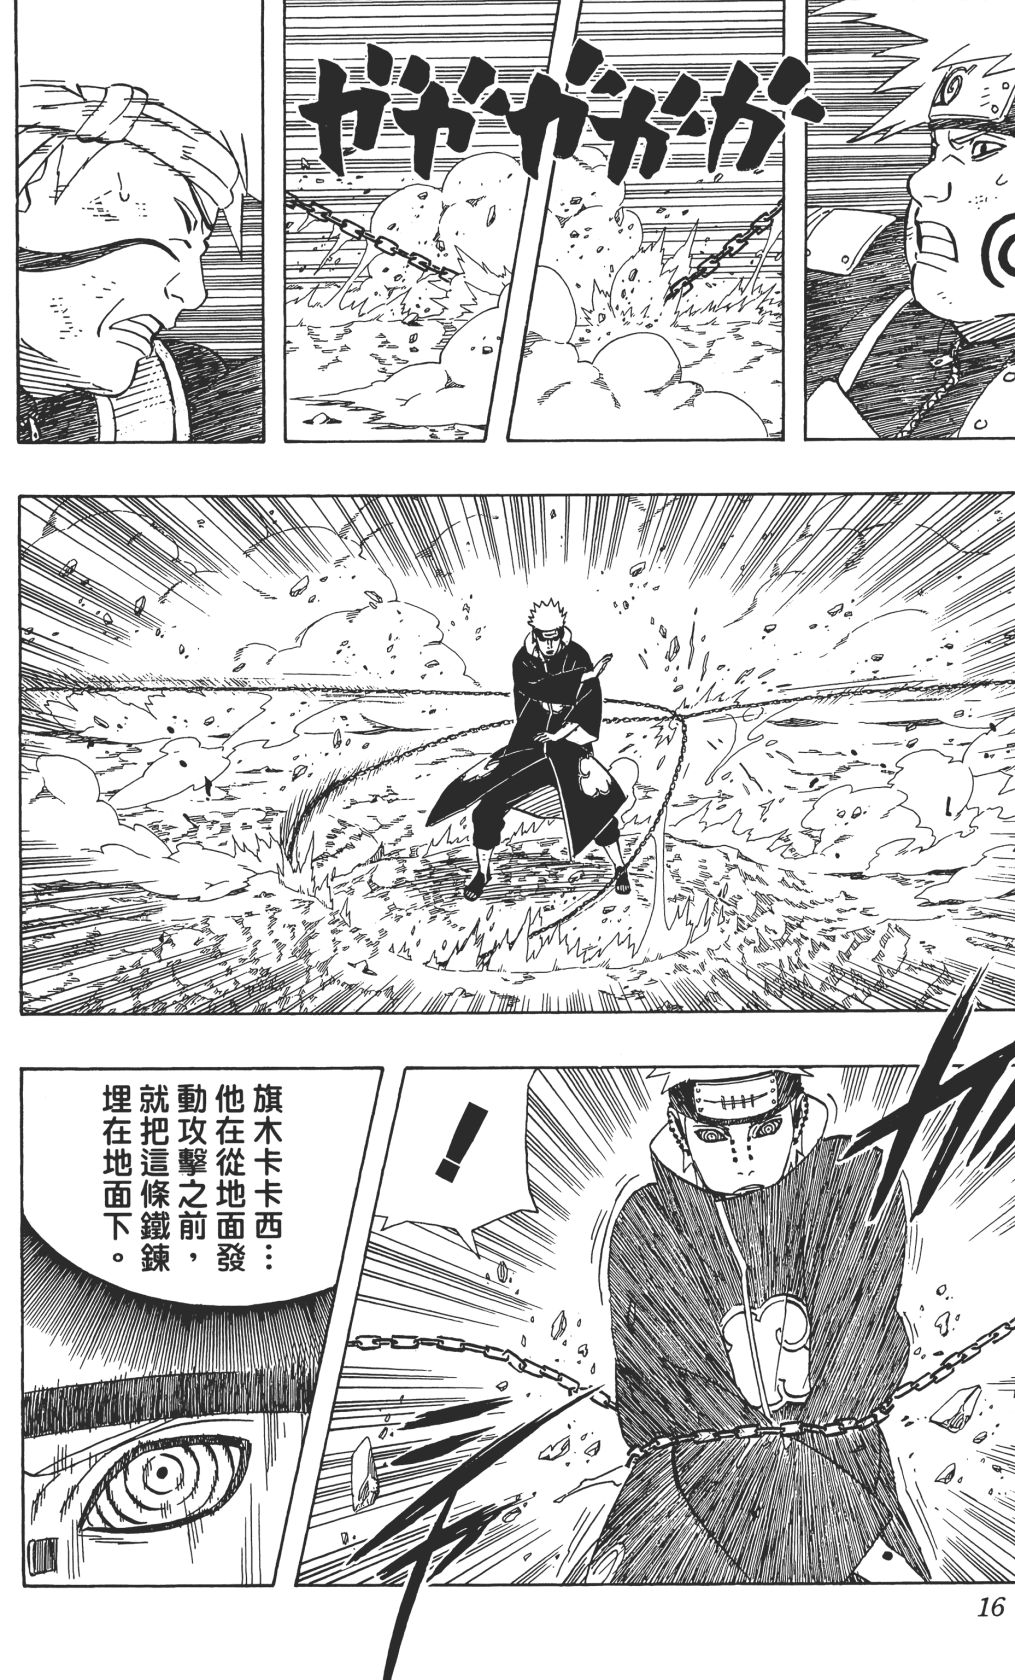 ガガガガガガ
！
旗木卡卡西…
他在從地面發
動攻擊之前，
就把這條鐵鍊
埋在地面下。
16